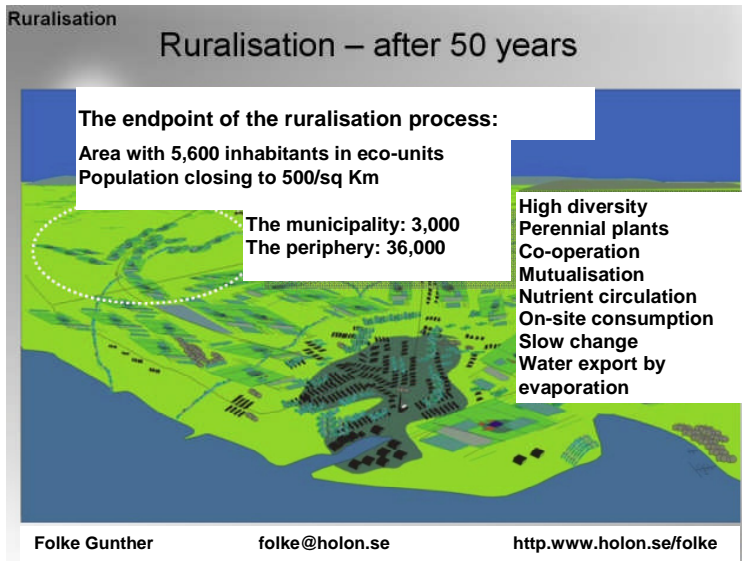 Ruralisation
Ruralisation – after 50 years
The endpoint of the ruralisation process:
Area with 5,600 inhabitants in eco-units
Population closing to 500/sq Km
The municipality: 3,000
The periphery: 36,000
High diversity
Perennial plants
Co-operation
Mutualisation
Nutrient circulation
On-site consumption
Slow change
Water export by
evaporation
Folke Gunther folke@holon.se http.www.holon.se/folke